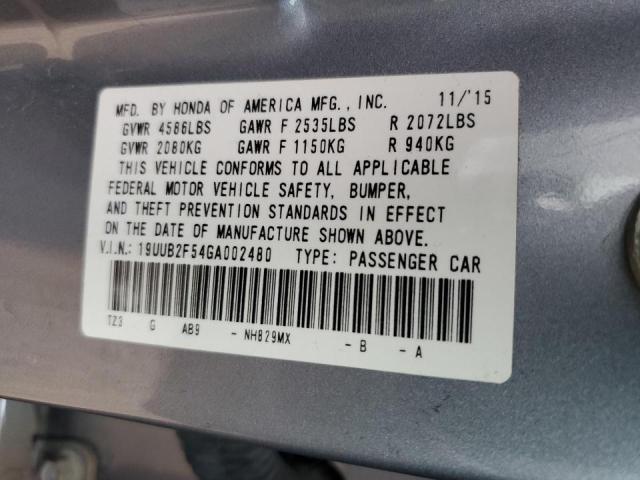 MFD. BY HONDA OF AMERICA MFG., INC. 11/'15
GVWR 4586LBS GAWR F 2535LBS R 2072LBS
GVWR 2080KG GAWR F 1150KG R 940KG
THIS VEHICLE CONFORMS TO ALL APPLICABLE
FEDERAL MOTOR VEHICLE SAFETY, BUMPER,
AND THEFT PREVENTION STANDARDS IN EFFECT
ON THE DATE OF MANUFACTURE SHOWN ABOVE.
V.I.N.: 19UUB2F54GA002480 TYPE: PASSENGER CAR
TZ3 G AB9 - NH829MX - B - A